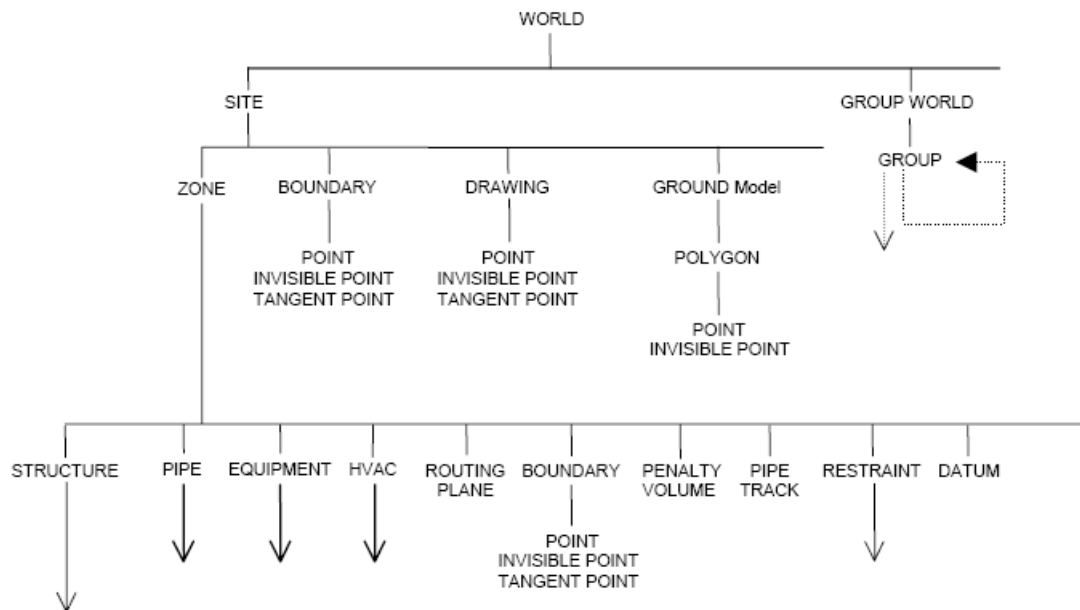 WORLD
SITE
GROUP WORLD
GROUP
ZONE
BOUNDARY
DRAWING
GROUND Model
POINT
INVISIBLE POINT
TANGENT POINT
POINT
INVISIBLE POINT
TANGENT POINT
POLYGON
POINT
INVISIBLE POINT
STRUCTURE
PIPE
EQUIPMENT
HVAC
ROUTING
PLANE
BOUNDARY
PENALTY
VOLUME
PIPE
TRACK
RESTRAINT
DATUM
POINT
INVISIBLE POINT
TANGENT POINT